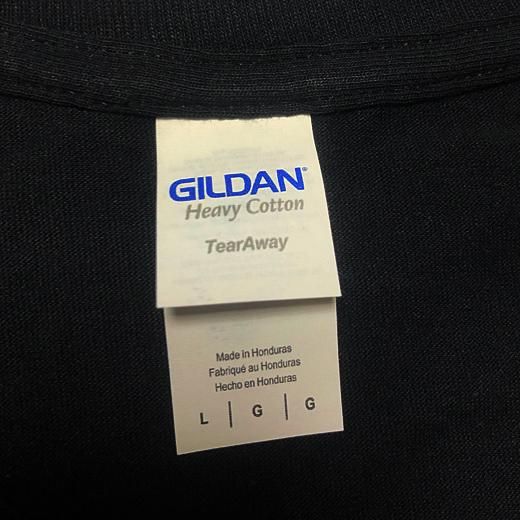 GILDAN®
Heavy Cotton
TearAway
Made in Honduras
Fabriqué au Honduras
Hecho en Honduras
L | G | G